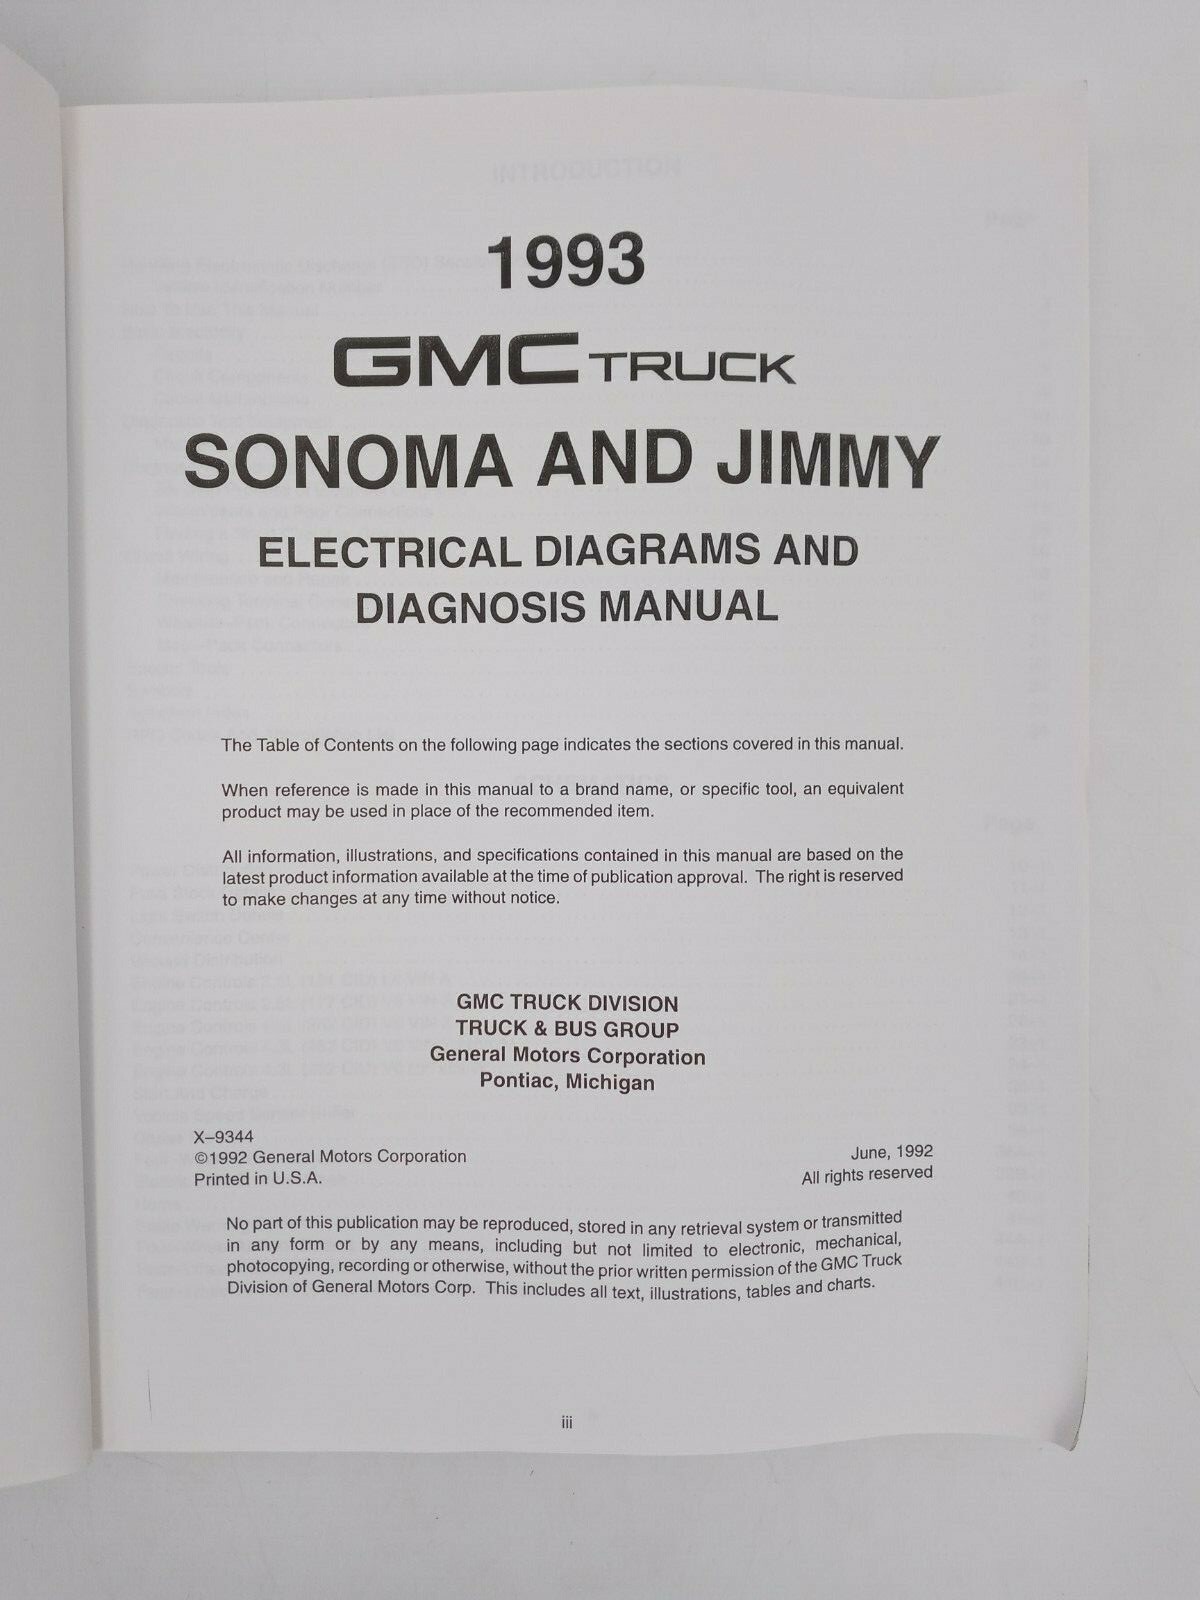 1993
GMC TRUCK
SONOMA AND JIMMY
ELECTRICAL DIAGRAMS AND
DIAGNOSIS MANUAL
The Table of Contents on the following page indicates the sections covered in this manual.
When reference is made in this manual to a brand name, or specific tool, an equivalent
product may be used in place of the recommended item.
All information, illustrations, and specifications contained in this manual are based on the
latest product information available at the time of publication approval. The right is reserved
to make changes at any time without notice.
GMC TRUCK DIVISION
TRUCK & BUS GROUP
General Motors Corporation
Pontiac, Michigan
X–9344
©1992 General Motors Corporation
Printed in U.S.A.
June, 1992
All rights reserved
No part of this publication may be reproduced, stored in any retrieval system or transmitted
in any form or by any means, including but not limited to electronic, mechanical,
photocopying, recording or otherwise, without the prior written permission of the GMC Truck
Division of General Motors Corp. This includes all text, illustrations, tables and charts.
iii